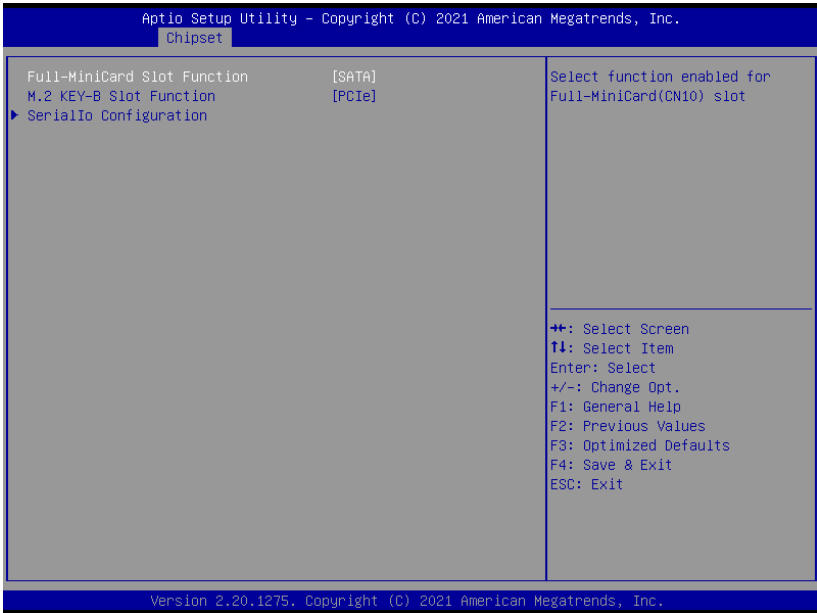 Aptio Setup Utility – Copyright (C) 2021 American Megatrends, Inc.
Chipset
Full-MiniCard Slot Function [SATA]
M.2 KEY-B Slot Function [PCIe]
SerialIo Configuration
Select function enabled for
Full-MiniCard(CN10) slot
→←: Select Screen
↑↓: Select Item
Enter: Select
+/-: Change Opt.
F1: General Help
F2: Previous Values
F3: Optimized Defaults
F4: Save & Exit
ESC: Exit
Version 2.20.1275. Copyright (C) 2021 American Megatrends, Inc.